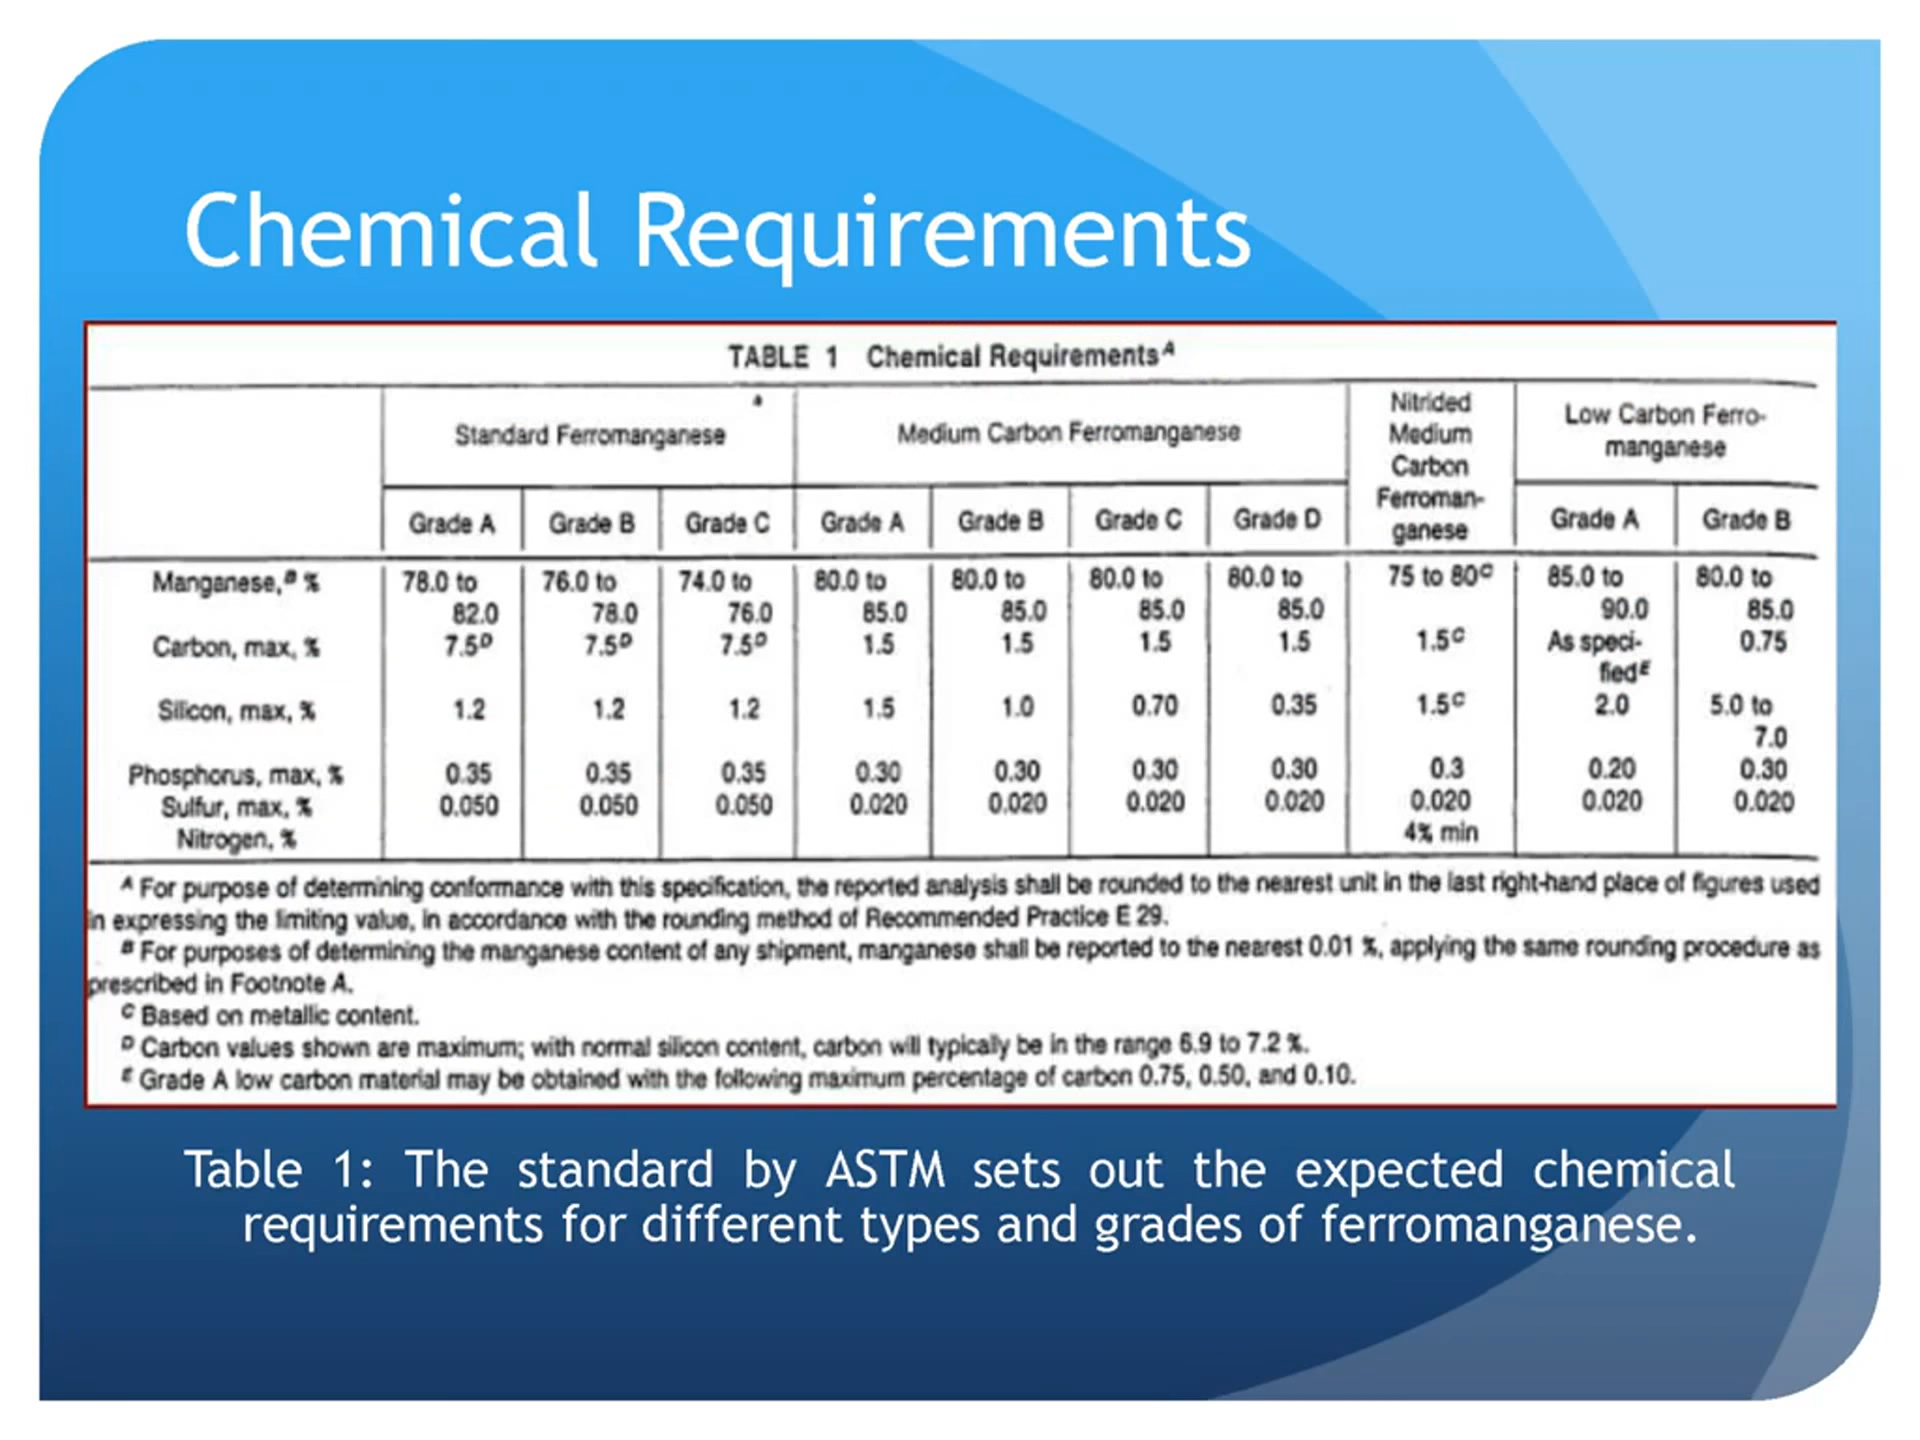 Chemical Requirements
TABLE 1 Chemical Requirements A
Standard Ferromanganese
Medium Carbon Ferromanganese
Nitrided
Medium
Carbon
Ferroman-
ganese
Low Carbon Ferro-
manganese
Grade A Grade B Grade C Grade A Grade B Grade C Grade D Grade A Grade B
Manganese,B % 78.0 to 76.0 to 74.0 to 80.0 to 80.0 to 80.0 to 80.0 to 75 to 80C 85.0 to 80.0 to
82.0 78.0 76.0 85.0 85.0 85.0 85.0 90.0 85.0
Carbon, max, % 7.5D 7.5D 7.5D 1.5 1.5 1.5 1.5 1.5C As speci- 0.75
fiedE
Silicon, max, % 1.2 1.2 1.2 1.5 1.0 0.70 0.35 1.5C 2.0 5.0 to
7.0
Phosphorus, max, % 0.35 0.35 0.35 0.30 0.30 0.30 0.30 0.3 0.20 0.30
Sulfur, max, % 0.050 0.050 0.050 0.020 0.020 0.020 0.020 0.020 0.020 0.020
Nitrogen, % 4% min
A For purpose of determining conformance with this specification, the reported analysis shall be rounded to the nearest unit in the last right-hand place of figures used
in expressing the limiting value, in accordance with the rounding method of Recommended Practice E 29.
B For purposes of determining the manganese content of any shipment, manganese shall be reported to the nearest 0.01 %, applying the same rounding procedure as
prescribed in Footnote A.
C Based on metallic content.
D Carbon values shown are maximum; with normal silicon content, carbon will typically be in the range 6.9 to 7.2 %.
E Grade A low carbon material may be obtained with the following maximum percentage of carbon 0.75, 0.50, and 0.10.
Table 1: The standard by ASTM sets out the expected chemical
requirements for different types and grades of ferromanganese.